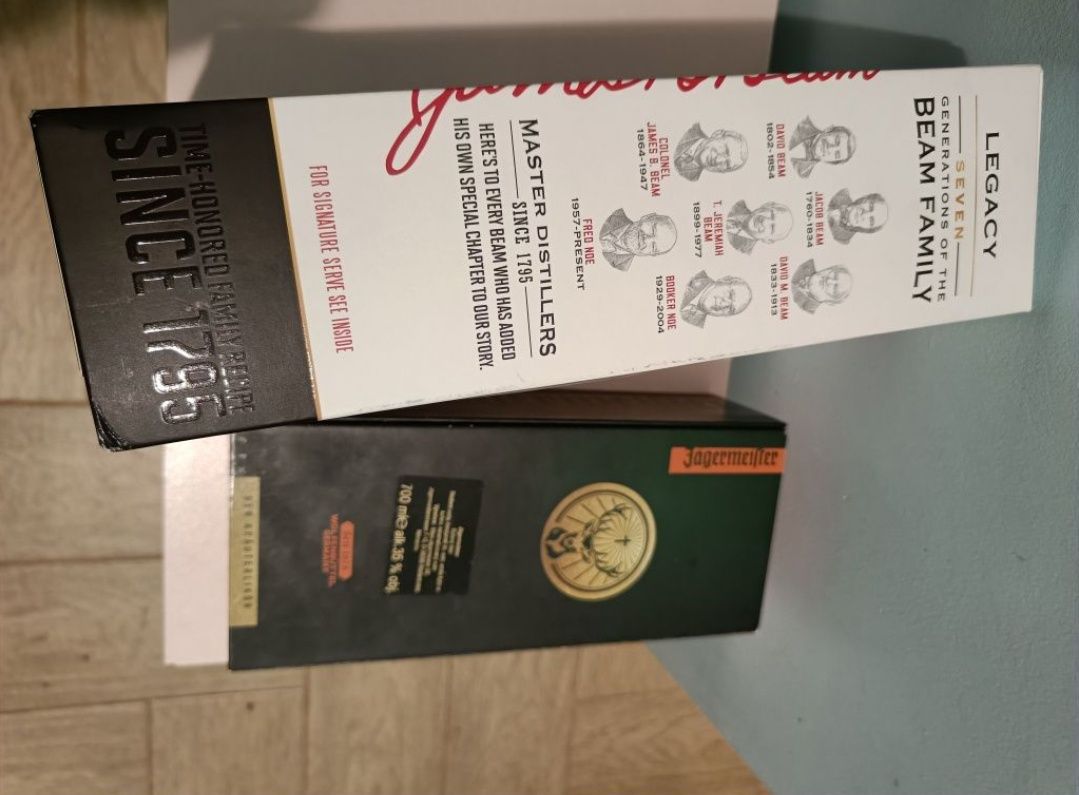 LEGACY
SEVEN
GENERATIONS OF THE
BEAM FAMILY
JACOB BEAM
1760-1834
DAVID BEAM
1802-1854
DAVID M. BEAM
1833-1913
COLONEL
JAMES B. BEAM
1864-1947
T. JEREMIAH
BEAM
1899-1977
BOOKER NOE
1929-2004
FRED NOE
1957-PRESENT
MASTER DISTILLERS
SINCE 1795
HERE'S TO EVERY BEAM WHO HAS ADDED
HIS OWN SPECIAL CHAPTER TO OUR STORY.
James B. Beam
FOR SIGNATURE SERVE SEE INSIDE
TIME-HONORED FAMILY RECIPE
SINCE 1795
Jägermeister
700 ml e alk. 35 % obj.